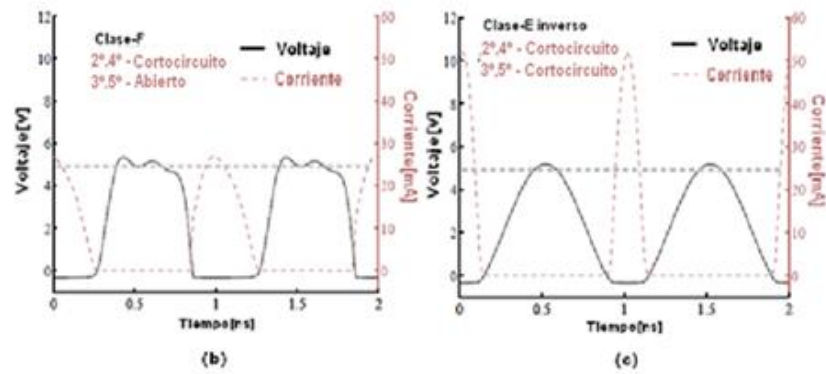 Clase-F
2º,4º - Cortocircuito
3º,5º - Abierto
Voltaje
Corriente
Voltaje[V]
12
10
8
6
4
2
0
Corriente[mA]
60
50
40
30
20
10
0
0 0.5 1 1.5 2
Tiempo[ns]
(b)
Clase-E inverso
2º,4º - Cortocircuito
3º,5º - Cortocircuito
Voltaje
Corriente
Voltaje[V]
12
10
8
6
4
2
0
Corriente[mA]
60
50
40
30
20
10
0
0 0.5 1 1.5 2
Tiempo[ns]
(c)